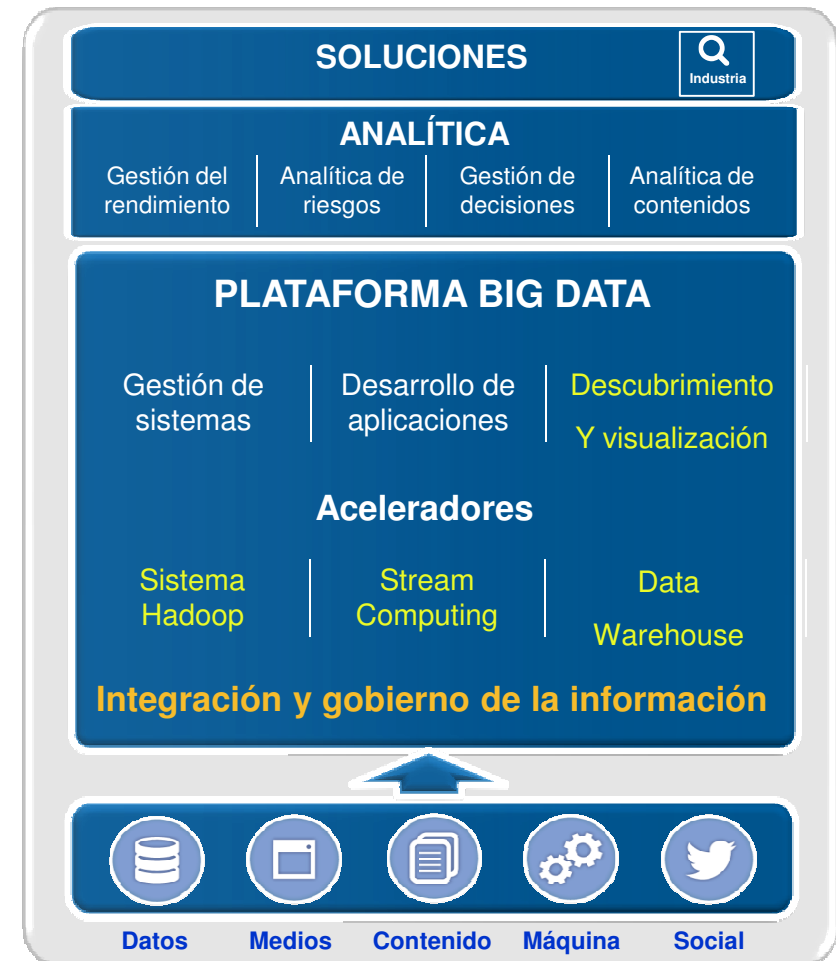 SOLUCIONES
Industria
ANALÍTICA
Gestión del
rendimiento
Analítica de
riesgos
Gestión de
decisiones
Analítica de
contenidos
PLATAFORMA BIG DATA
Gestión de
sistemas
Desarrollo de
aplicaciones
Descubrimiento
Y visualización
Aceleradores
Sistema
Hadoop
Stream
Computing
Data
Warehouse
Integración y gobierno de la información
Datos
Medios
Contenido
Máquina
Social